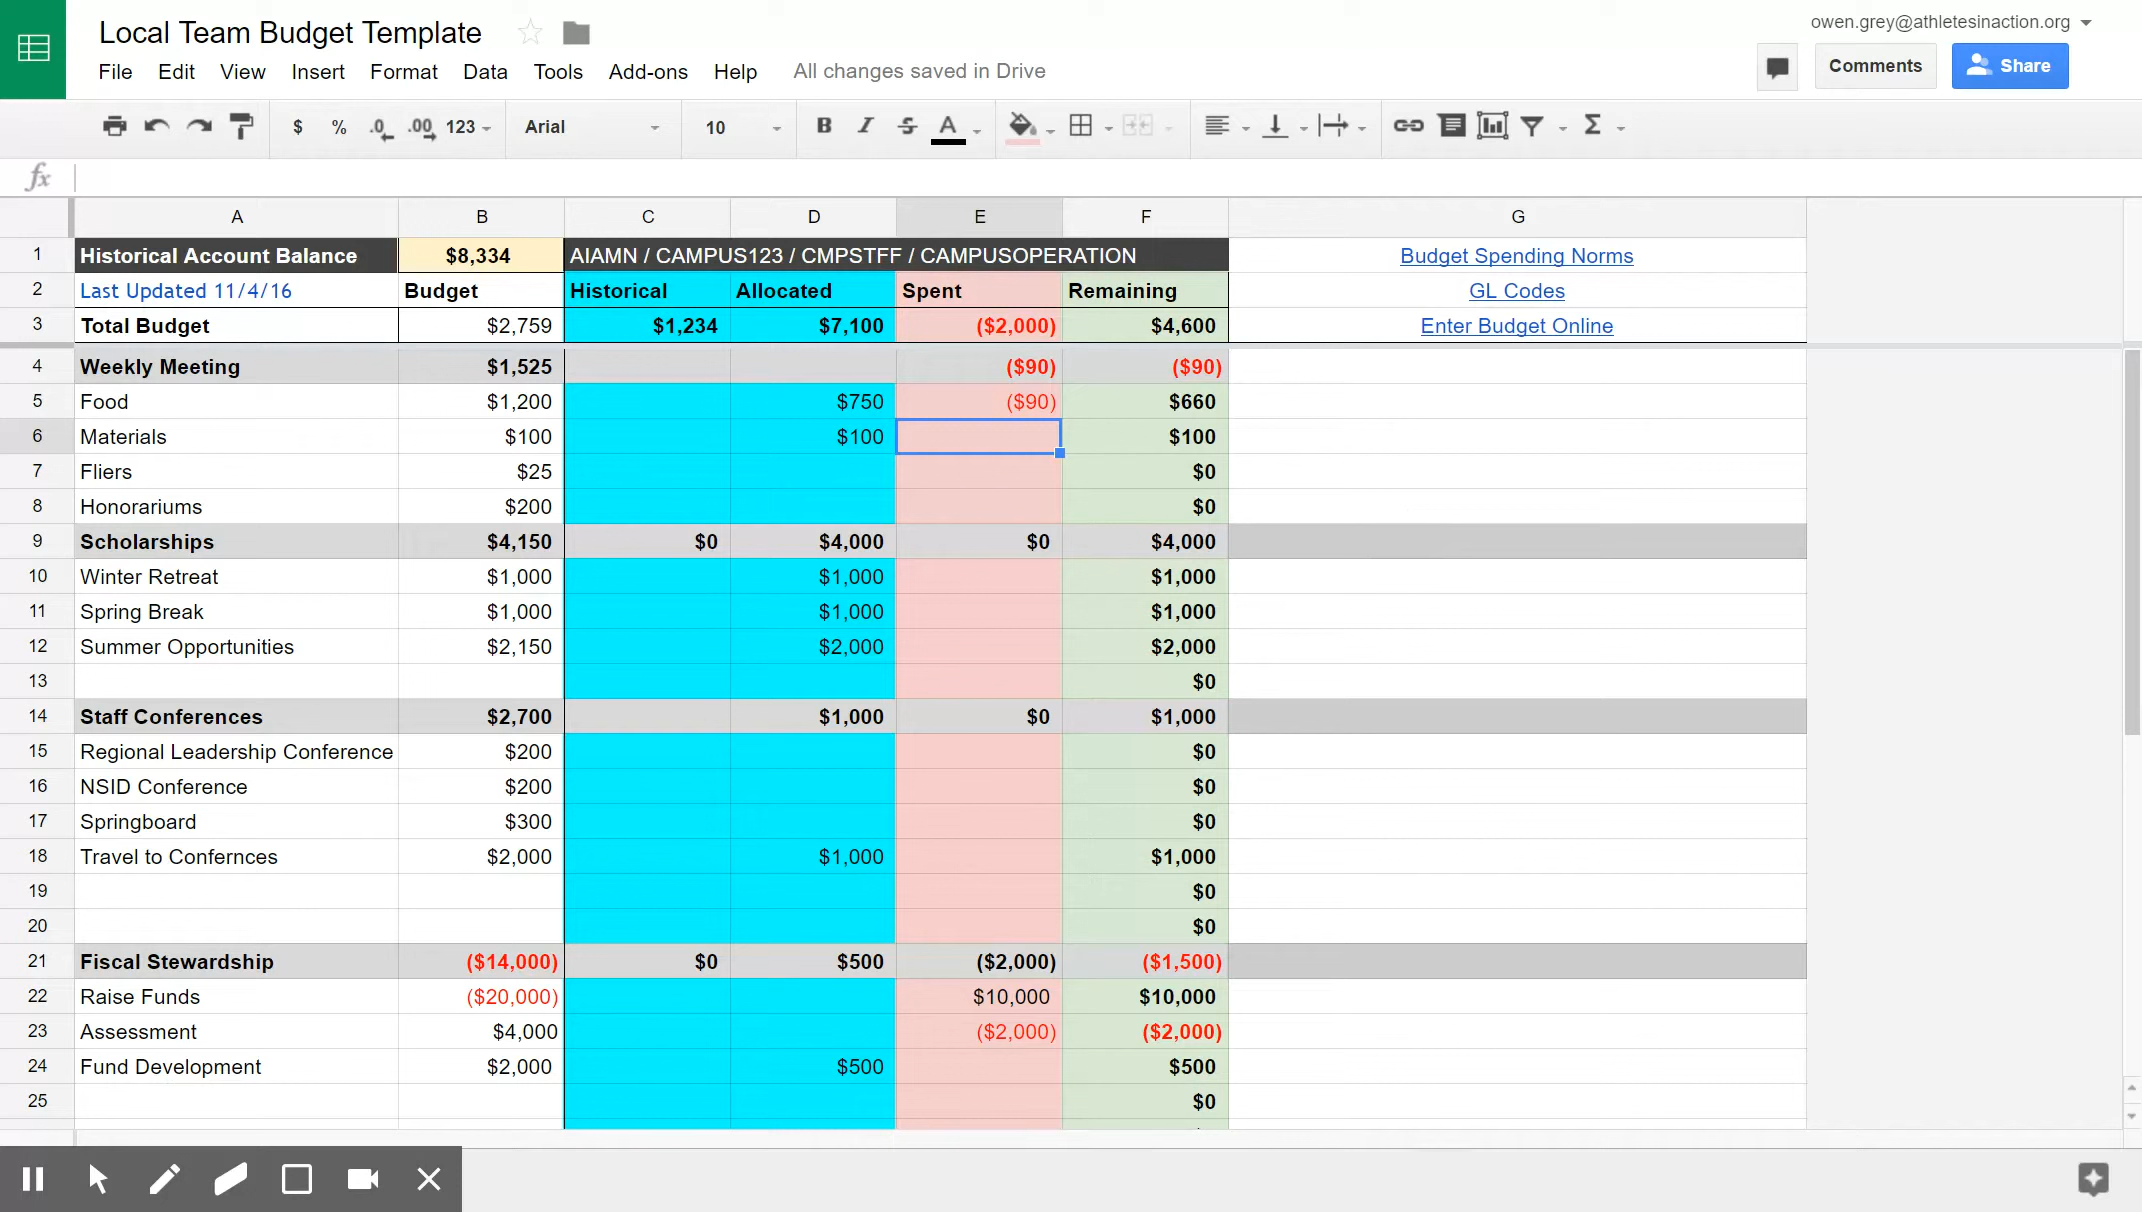 Local Team Budget Template
owen.grey@athletesinaction.org
File Edit View Insert Format Data Tools Add-ons Help All changes saved in Drive
Comments Share
$ % .0 .00 123 Arial 10 B I S A Σ
fx
A B C D E F G
1 Historical Account Balance $8,334 AIAMN / CAMPUS123 / CMPSTFF / CAMPUSOPERATION Budget Spending Norms
2 Last Updated 11/4/16 Budget Historical Allocated Spent Remaining GL Codes
3 Total Budget $2,759 $1,234 $7,100 ($2,000) $4,600 Enter Budget Online
4 Weekly Meeting $1,525 ($90) ($90)
5 Food $1,200 $750 ($90) $660
6 Materials $100 $100 $100
7 Fliers $25 $0
8 Honorariums $200 $0
9 Scholarships $4,150 $0 $4,000 $0 $4,000
10 Winter Retreat $1,000 $1,000 $1,000
11 Spring Break $1,000 $1,000 $1,000
12 Summer Opportunities $2,150 $2,000 $2,000
13 $0
14 Staff Conferences $2,700 $1,000 $0 $1,000
15 Regional Leadership Conference $200 $0
16 NSID Conference $200 $0
17 Springboard $300 $0
18 Travel to Confernces $2,000 $1,000 $1,000
19 $0
20 $0
21 Fiscal Stewardship ($14,000) $0 $500 ($2,000) ($1,500)
22 Raise Funds ($20,000) $10,000 $10,000
23 Assessment $4,000 ($2,000) ($2,000)
24 Fund Development $2,000 $500 $500
25 $0